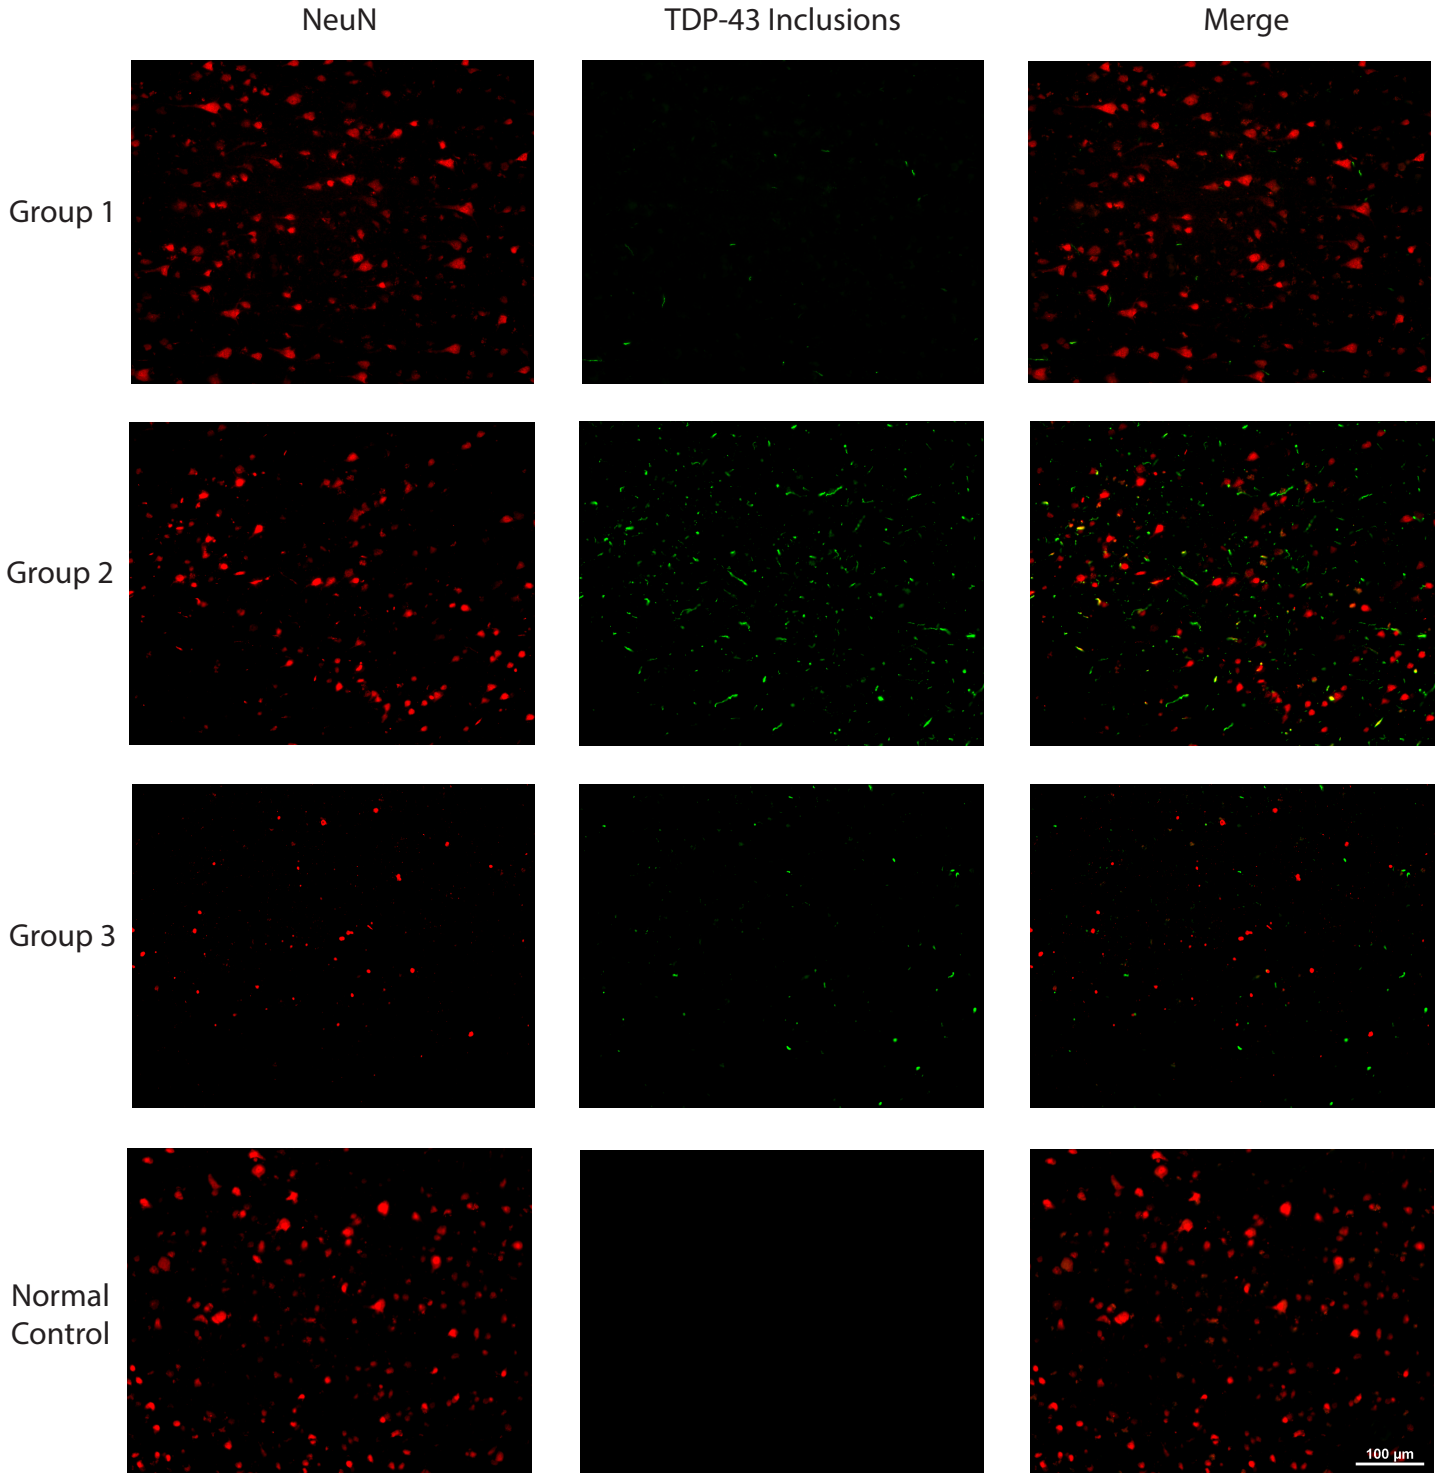 NeuN
TDP-43 Inclusions
Merge
Group 1
Group 2
Group 3
Normal
Control
100 µm